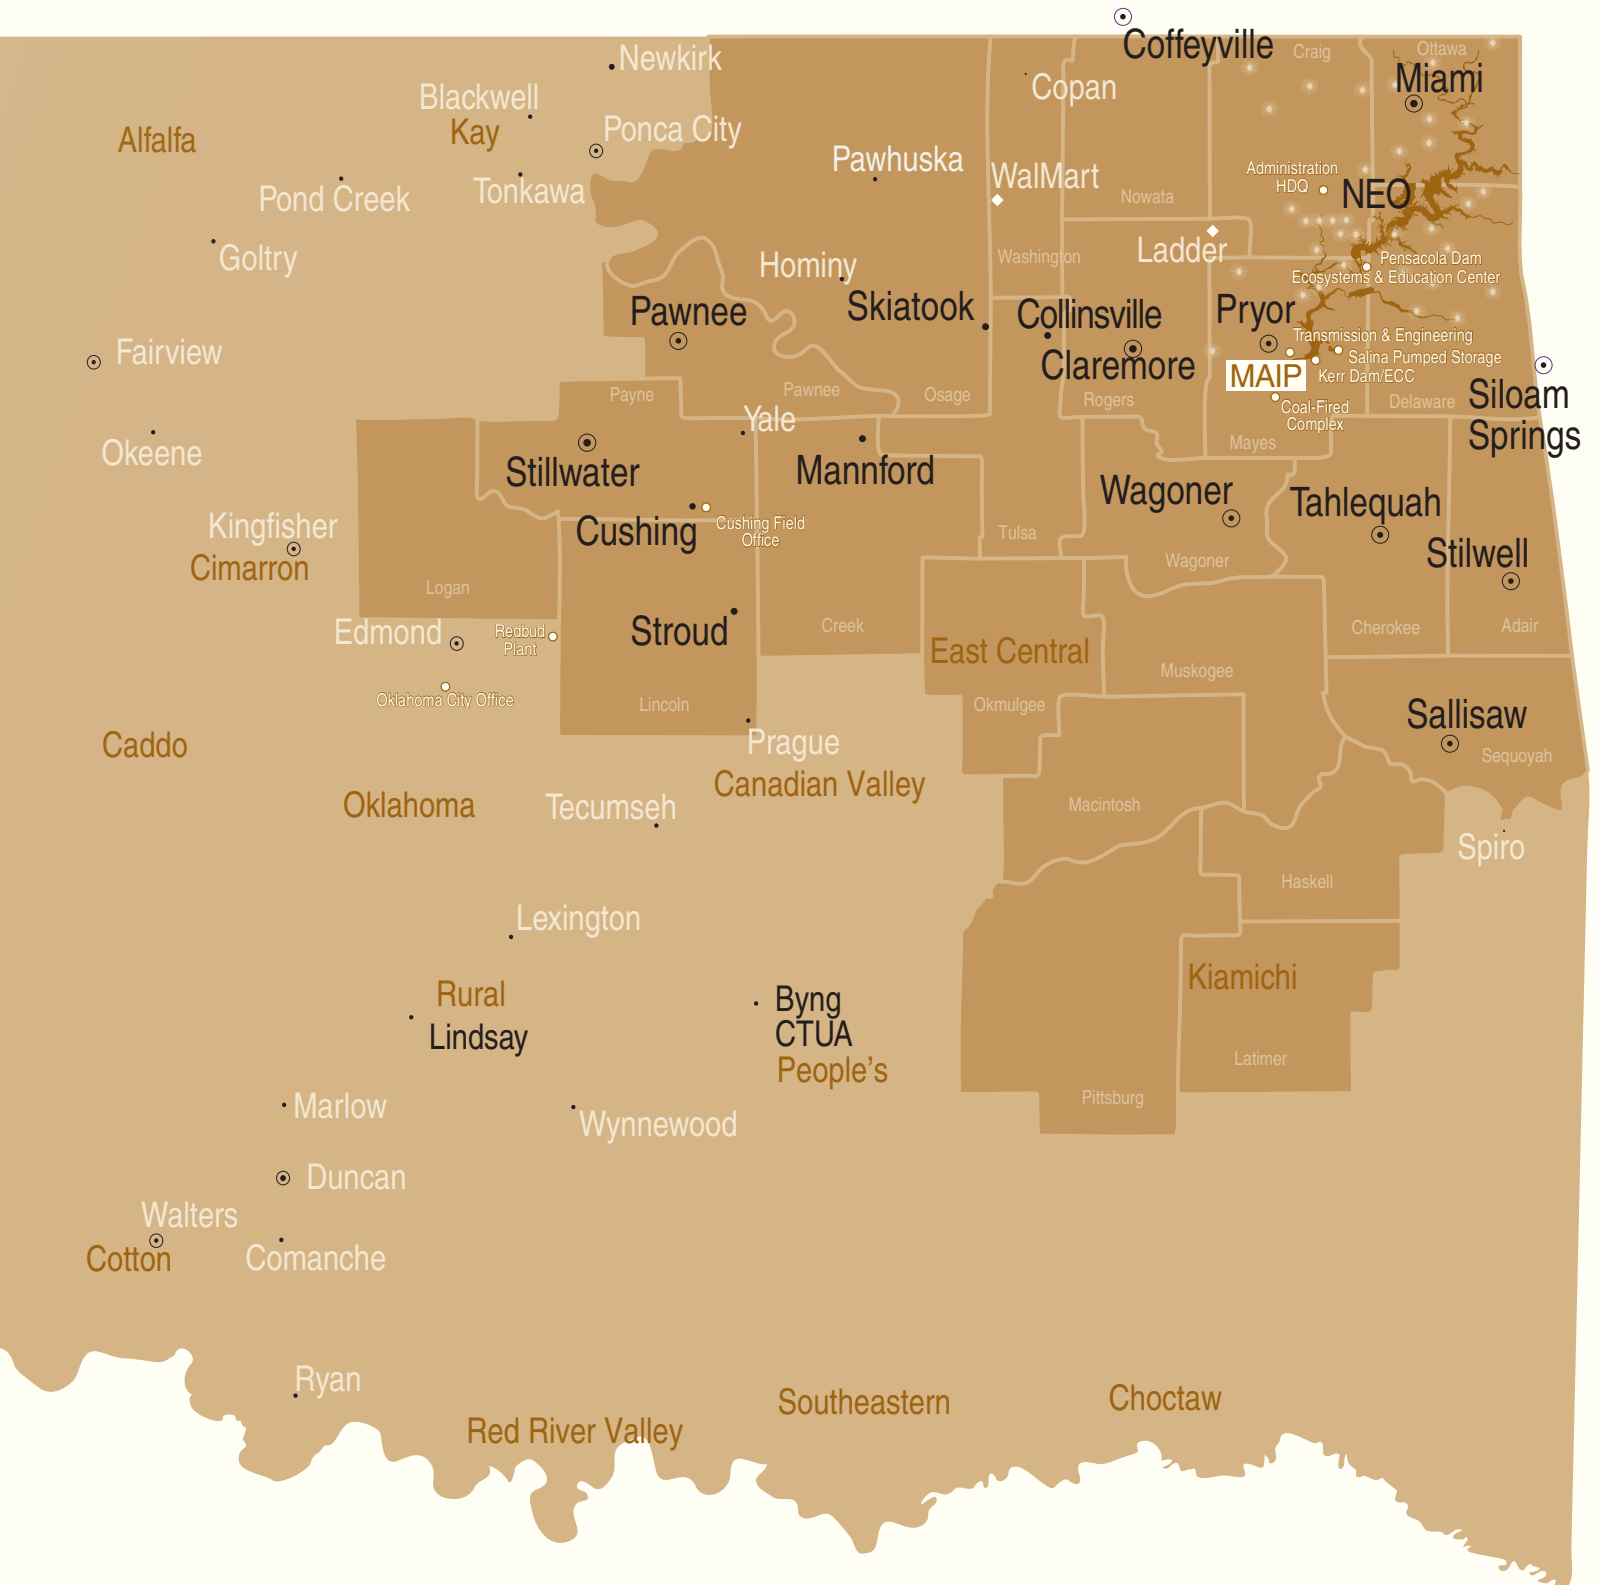 Coffeyville
Newkirk
Craig
Ottawa
Miami
Copan
Blackwell
Kay
Ponca City
Alfalfa
Pawhuska
WalMart
Administration
HDQ
NEO
Nowata
Pond Creek
Tonkawa
Goltry
Hominy
Washington
Ladder
Pensacola Dam
Ecosystems & Education Center
Pawnee
Skiatook
Collinsville
Pryor
Transmission & Engineering
Salina Pumped Storage
Kerr Dam/ECC
Fairview
Claremore
MAIP
Siloam
Springs
Payne
Pawnee
Osage
Rogers
Coal-Fired
Complex
Delaware
Yale
Mayes
Okeene
Stillwater
Mannford
Wagoner
Tahlequah
Kingfisher
Cushing
Cushing Field
Office
Tulsa
Stilwell
Cimarron
Wagoner
Logan
Edmond
Redbud
Plant
Stroud
Creek
East Central
Cherokee
Adair
Muskogee
Oklahoma City Office
Lincoln
Okmulgee
Sallisaw
Caddo
Prague
Sequoyah
Canadian Valley
Oklahoma
Tecumseh
Macintosh
Spiro
Haskell
Lexington
Kiamichi
Rural
Lindsay
Byng
CTUA
People's
Latimer
Marlow
Pittsburg
Wynnewood
Duncan
Walters
Cotton
Comanche
Ryan
Red River Valley
Southeastern
Choctaw